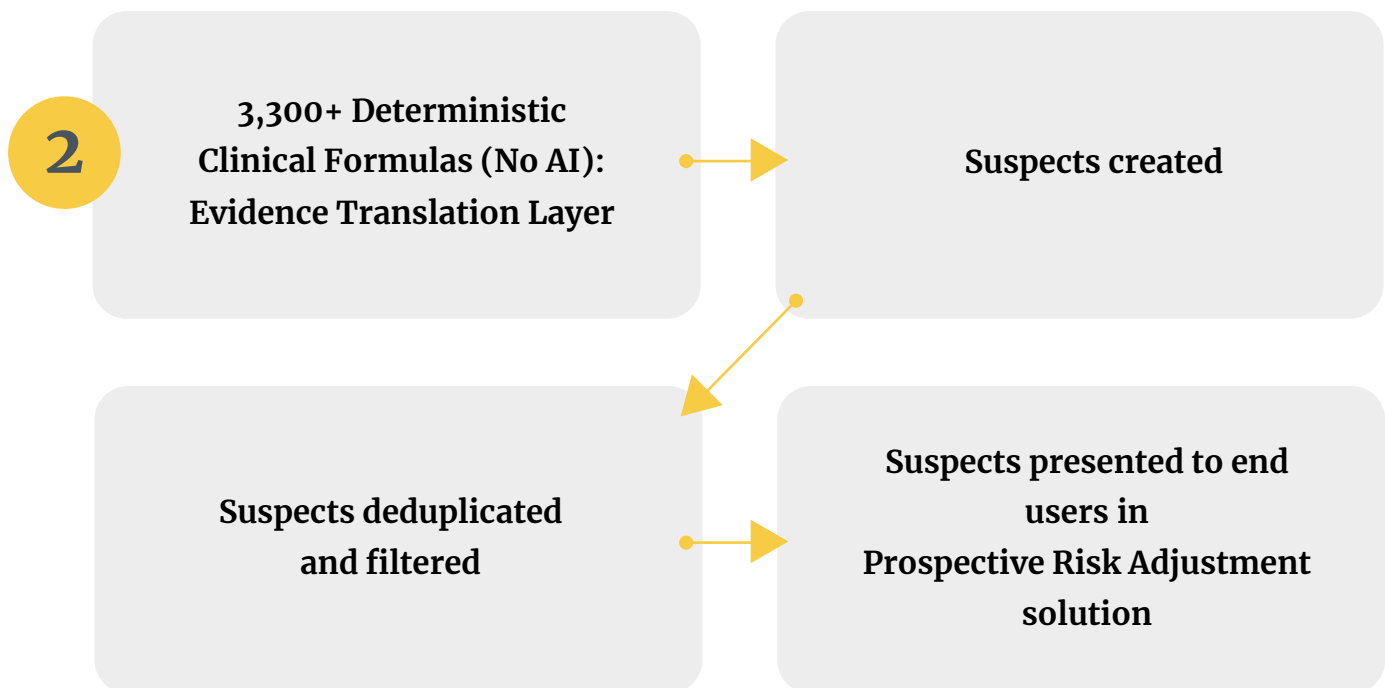 2
3,300+ Deterministic
Clinical Formulas (No AI):
Evidence Translation Layer
Suspects created
Suspects deduplicated
and filtered
Suspects presented to end
users in
Prospective Risk Adjustment
solution